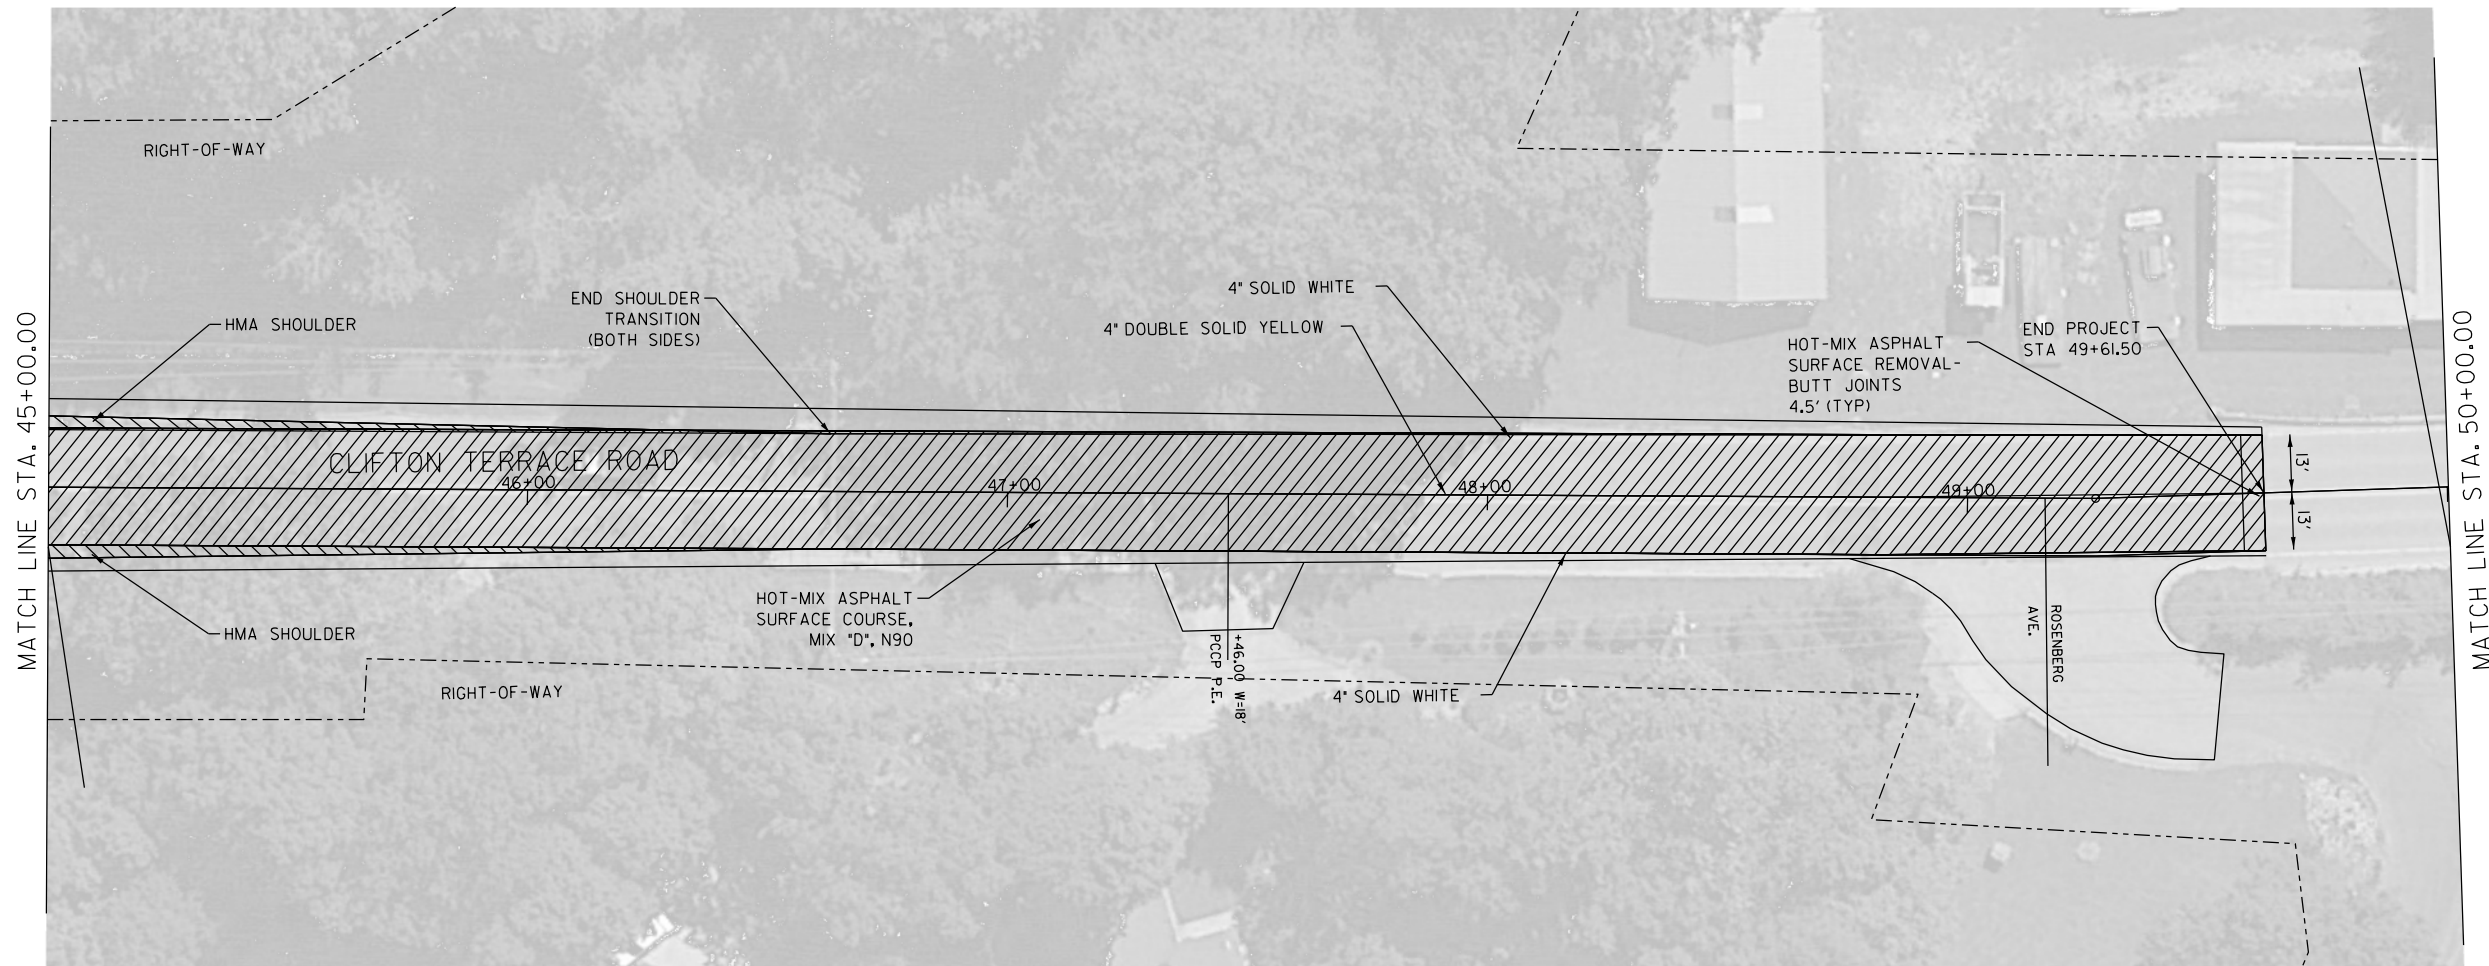 MATCH LINE STA. 45+00.00
RIGHT-OF-WAY
HMA SHOULDER
END SHOULDER
TRANSITION
(BOTH SIDES)
4" SOLID WHITE
4" DOUBLE SOLID YELLOW
HOT-MIX ASPHALT
SURFACE REMOVAL-
BUTT JOINTS
4.5' (TYP)
END PROJECT
STA 49+61.50
MATCH LINE STA. 50+00.00
CLIFTON TERRACE ROAD
46+00
47+00
48+00
49+00
13'
13'
HMA SHOULDER
HOT-MIX ASPHALT
SURFACE COURSE,
MIX "D", N90
+46.00 W=18'
PCCP P.E.
ROSENBERG
AVE.
RIGHT-OF-WAY
4" SOLID WHITE